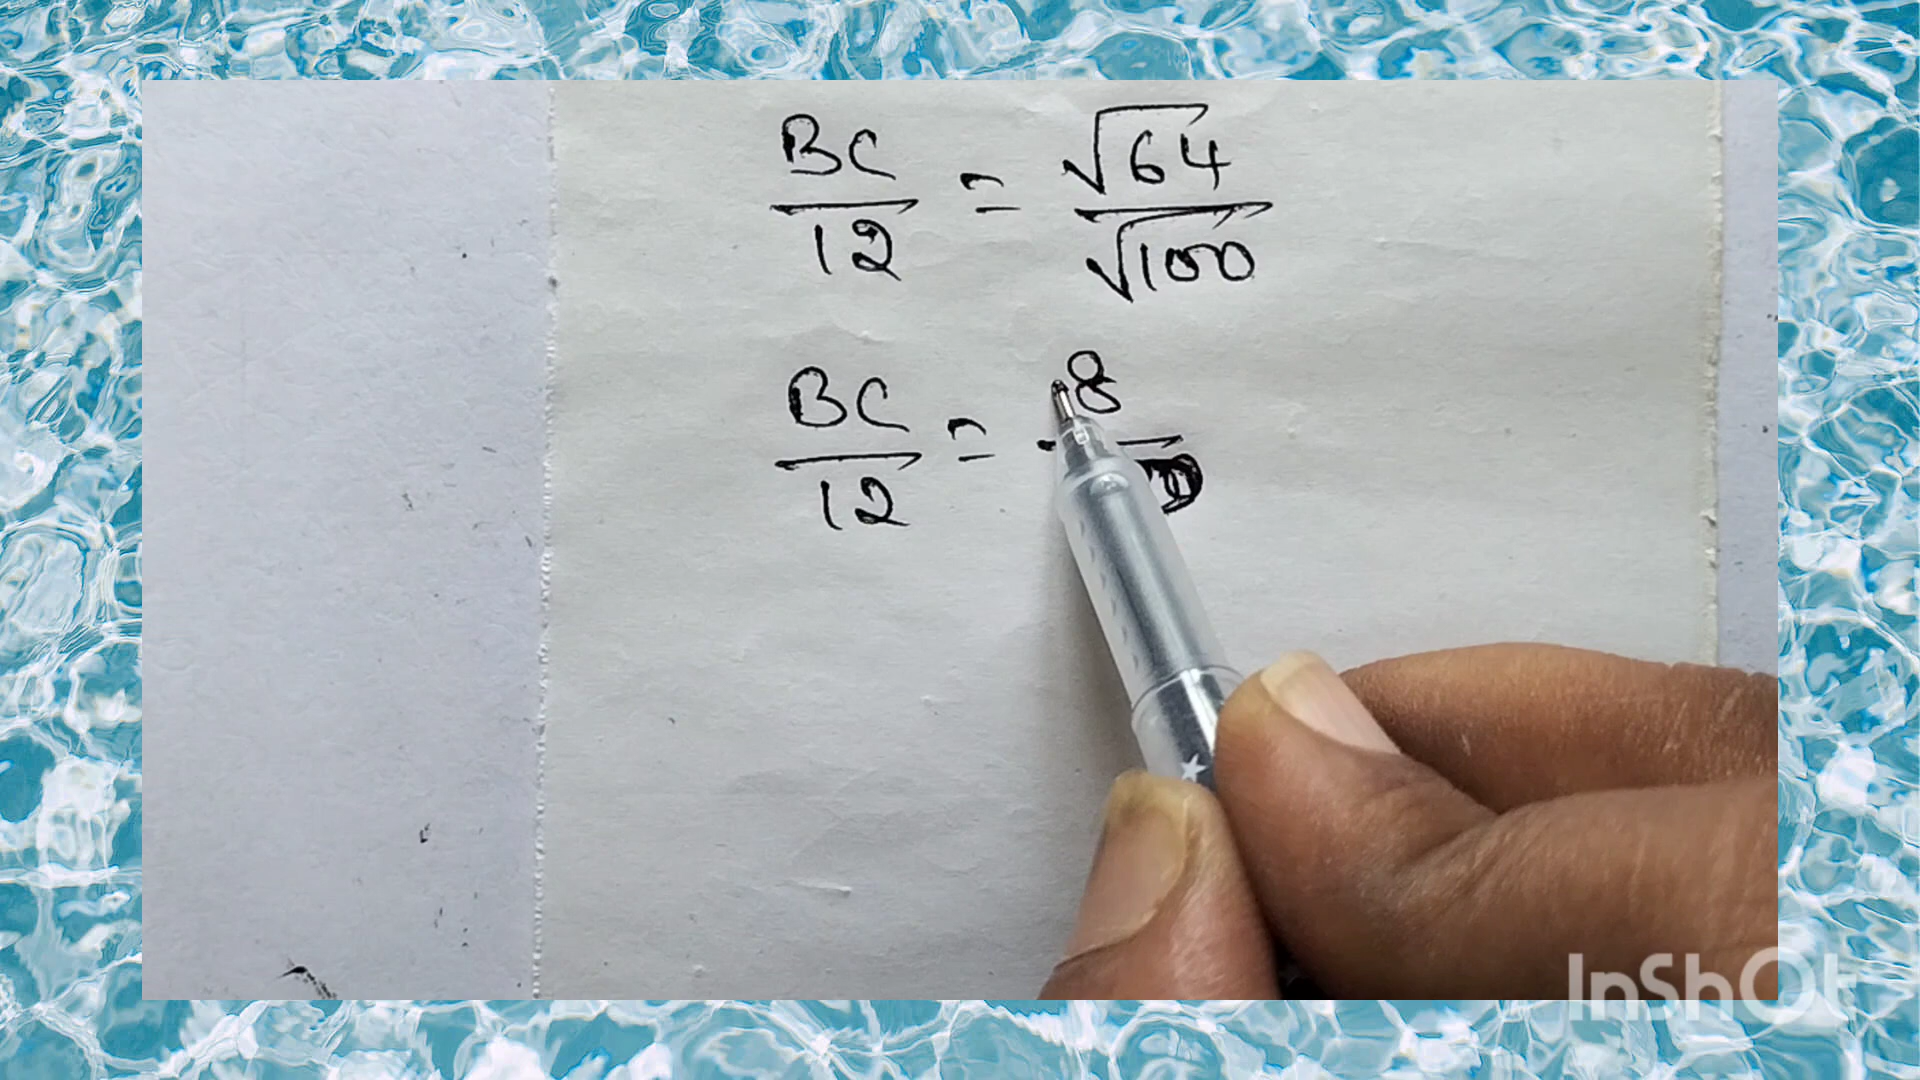 BC = √64
12 √100
BC = 8
12
InShOt